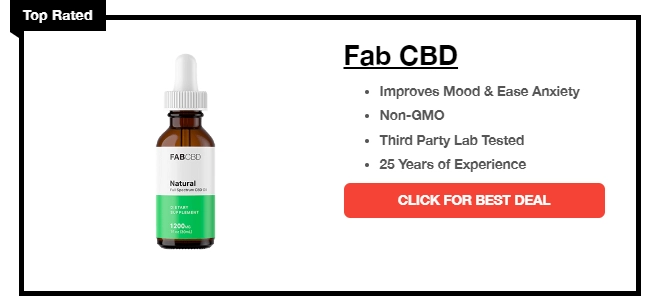 Top Rated
Fab CBD
Improves Mood & Ease Anxiety
Non-GMO
Third Party Lab Tested
25 Years of Experience
CLICK FOR BEST DEAL
FABCBD
Natural
Full Spectrum CBD Oil
DIETARY
SUPPLEMENT
1200MG